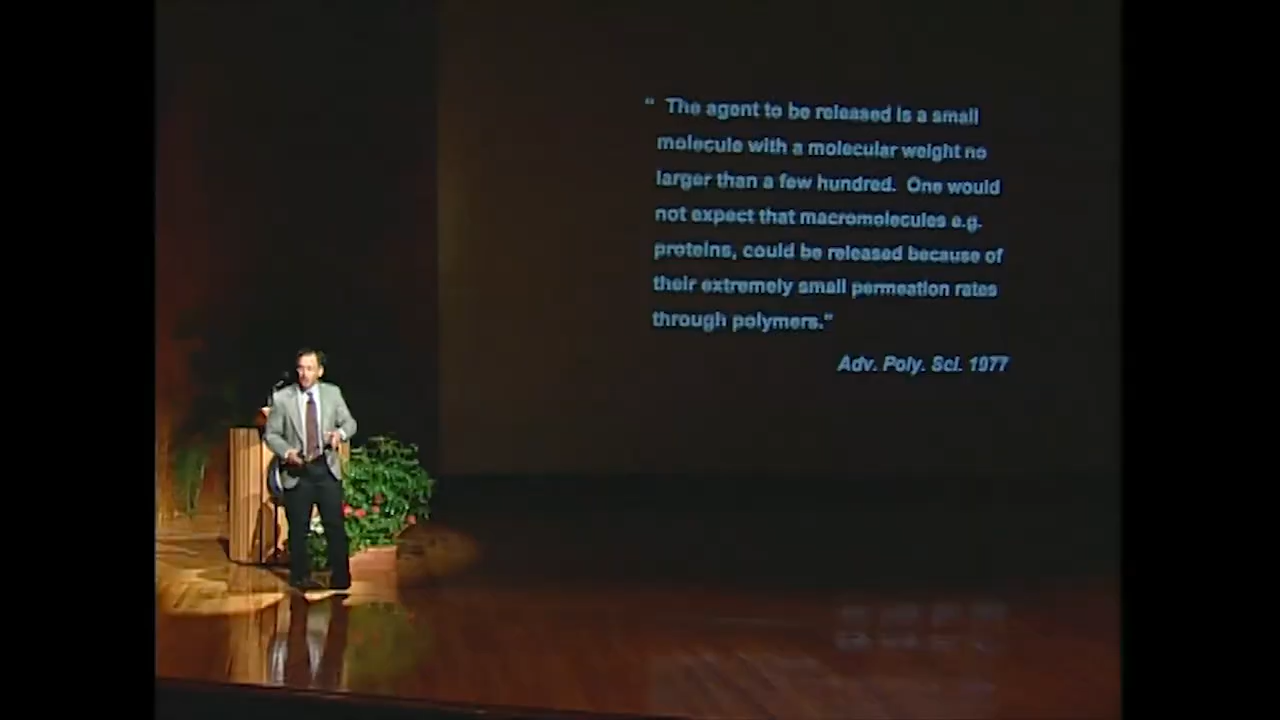 “ The agent to be released is a small
molecule with a molecular weight no
larger than a few hundred. One would
not expect that macromolecules e.g.
proteins, could be released because of
their extremely small permeation rates
through polymers.”
Adv. Poly. Sci. 1977